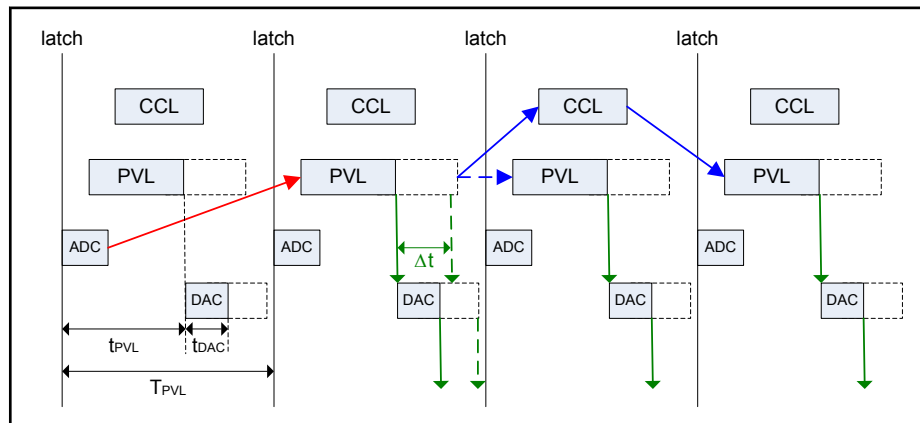 latch latch latch latch
CCL CCL CCL CCL
PVL PVL PVL PVL
ADC ADC ADC ADC
Δt
DAC DAC DAC DAC
tPVL tDAC
TPVL